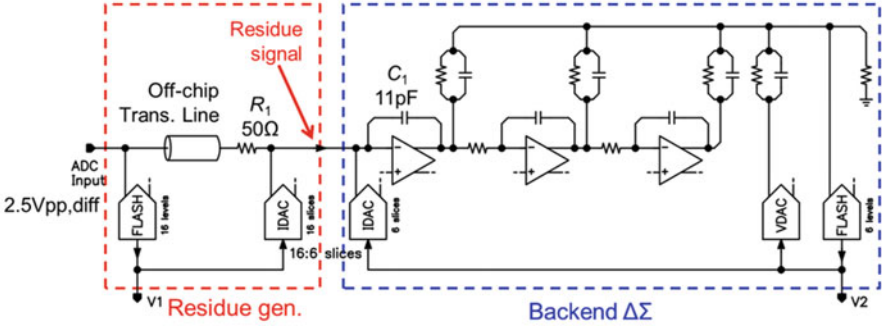 Residue
signal
Off-chip
Trans. Line
R1
50Ω
C1
11pF
ADC
Input
2.5Vpp,diff
FLASH
16 levels
IDAC
16 slices
IDAC
6 slices
VDAC
FLASH
6 levels
16:6 slices
V1
V2
Residue gen.
Backend ΔΣ